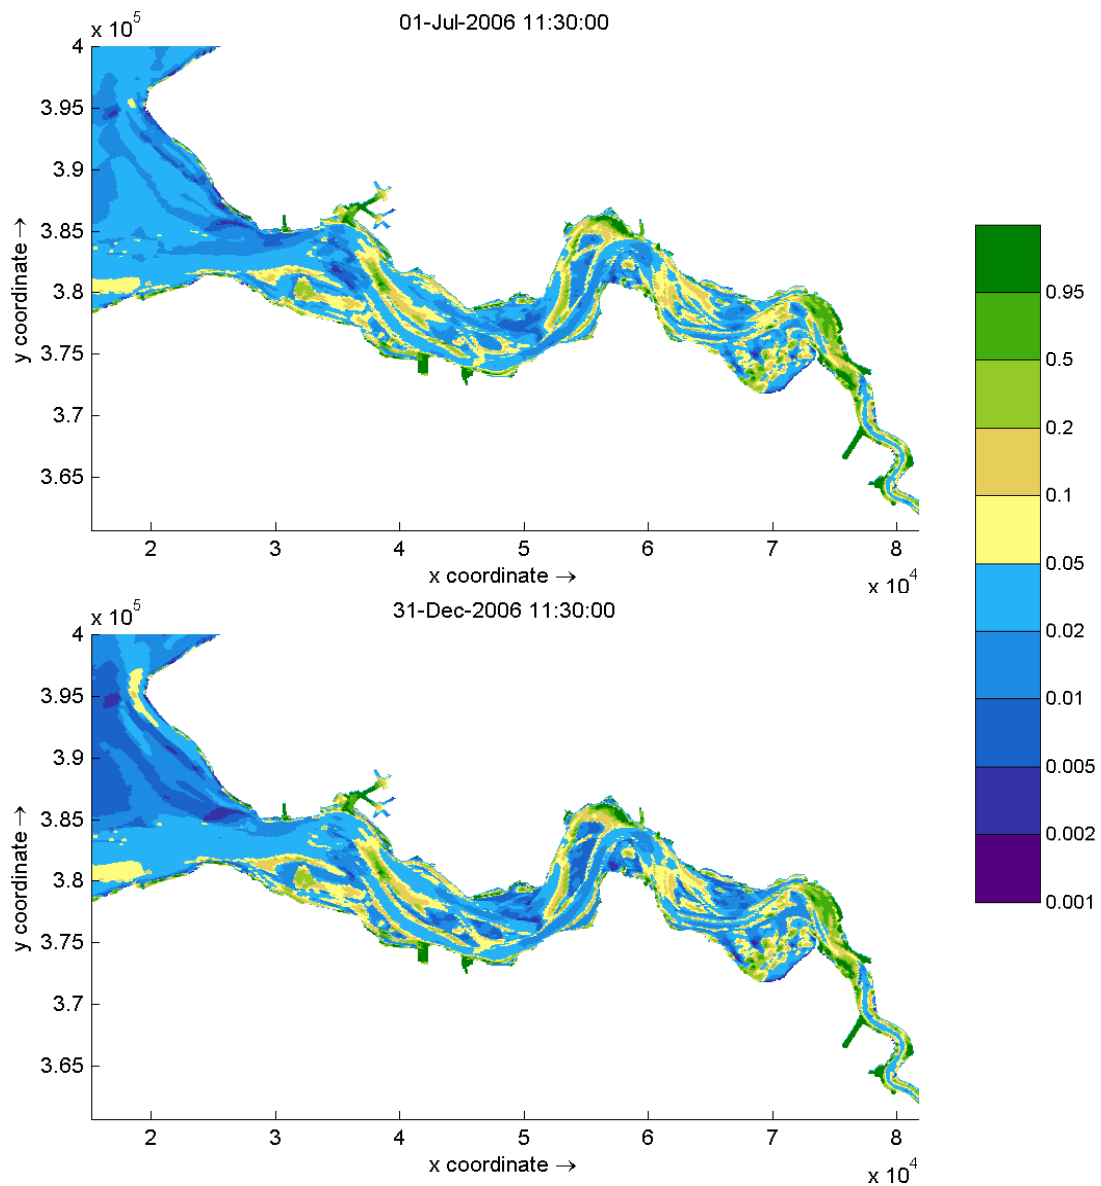 01-Jul-2006 11:30:00
x 10^5
4
3.95
3.9
3.85
3.8
3.75
3.7
3.65
y coordinate →
2 3 4 5 6 7 8
x coordinate →
x 10^4
0.95
0.5
0.2
0.1
0.05
0.02
0.01
0.005
0.002
0.001
31-Dec-2006 11:30:00
x 10^5
4
3.95
3.9
3.85
3.8
3.75
3.7
3.65
y coordinate →
2 3 4 5 6 7 8
x coordinate →
x 10^4